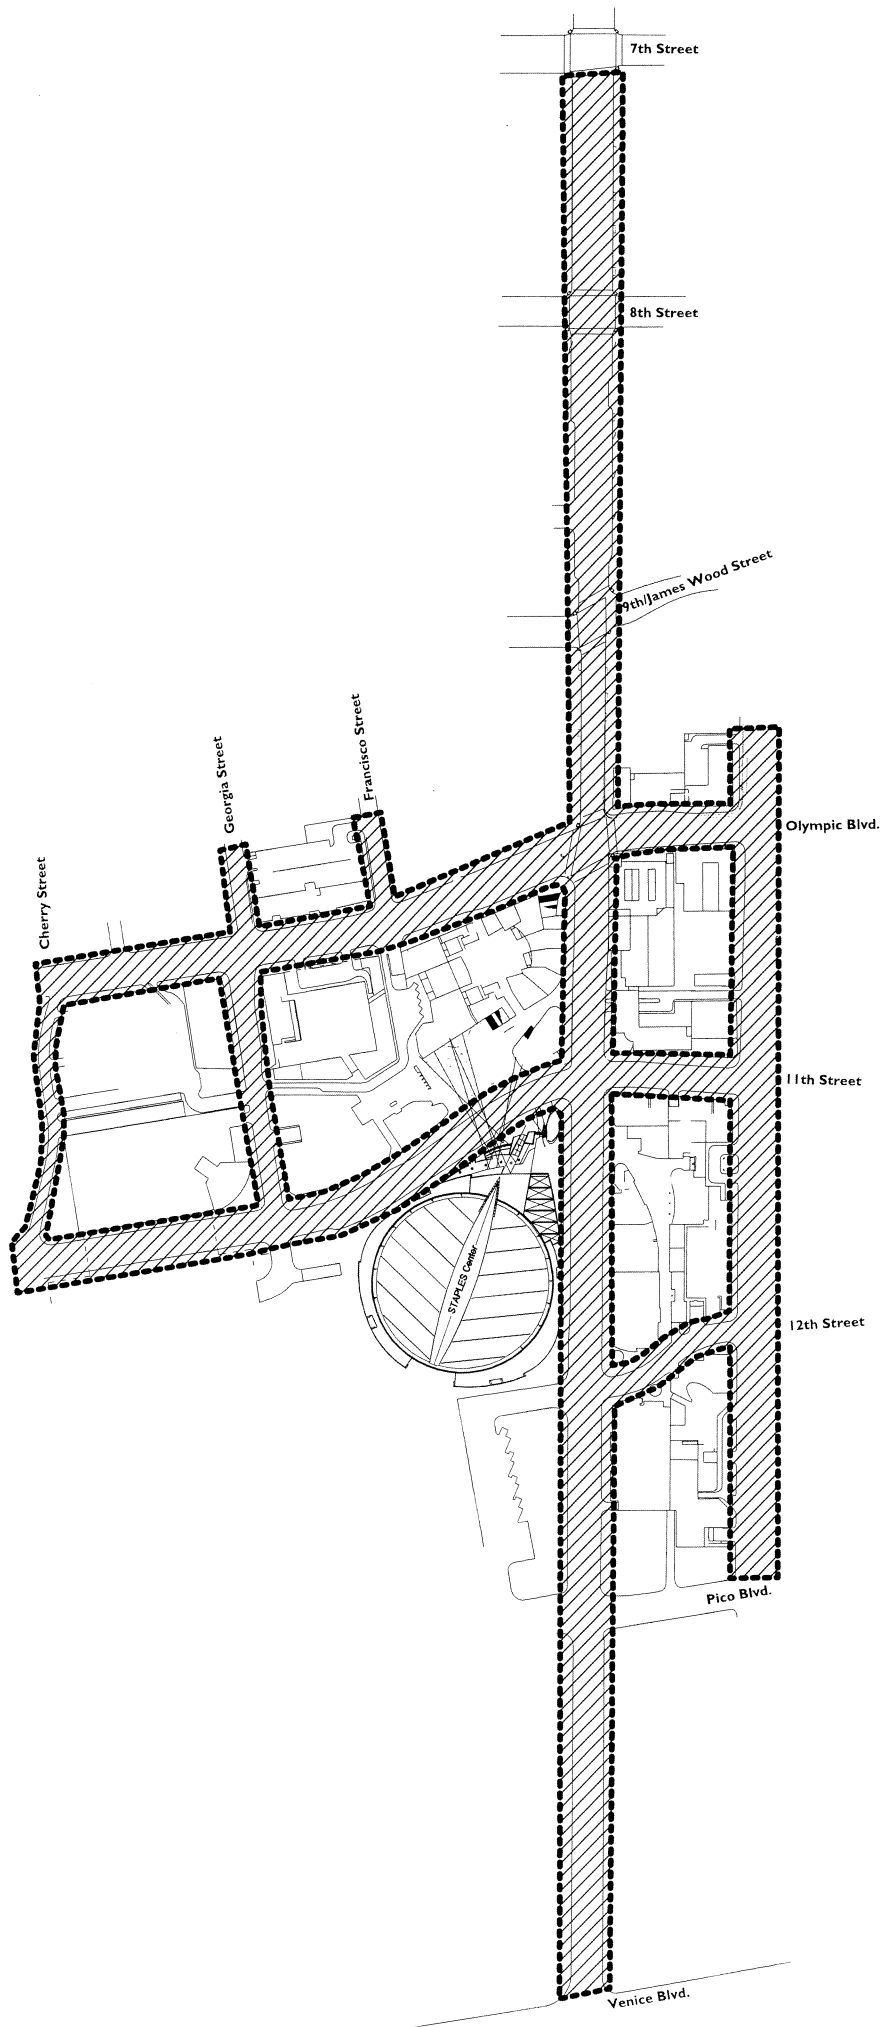 7th Street
8th Street
9th/James Wood Street
Francisco Street
Georgia Street
Olympic Blvd.
Cherry Street
11th Street
STAPLES Center
12th Street
Pico Blvd.
Venice Blvd.